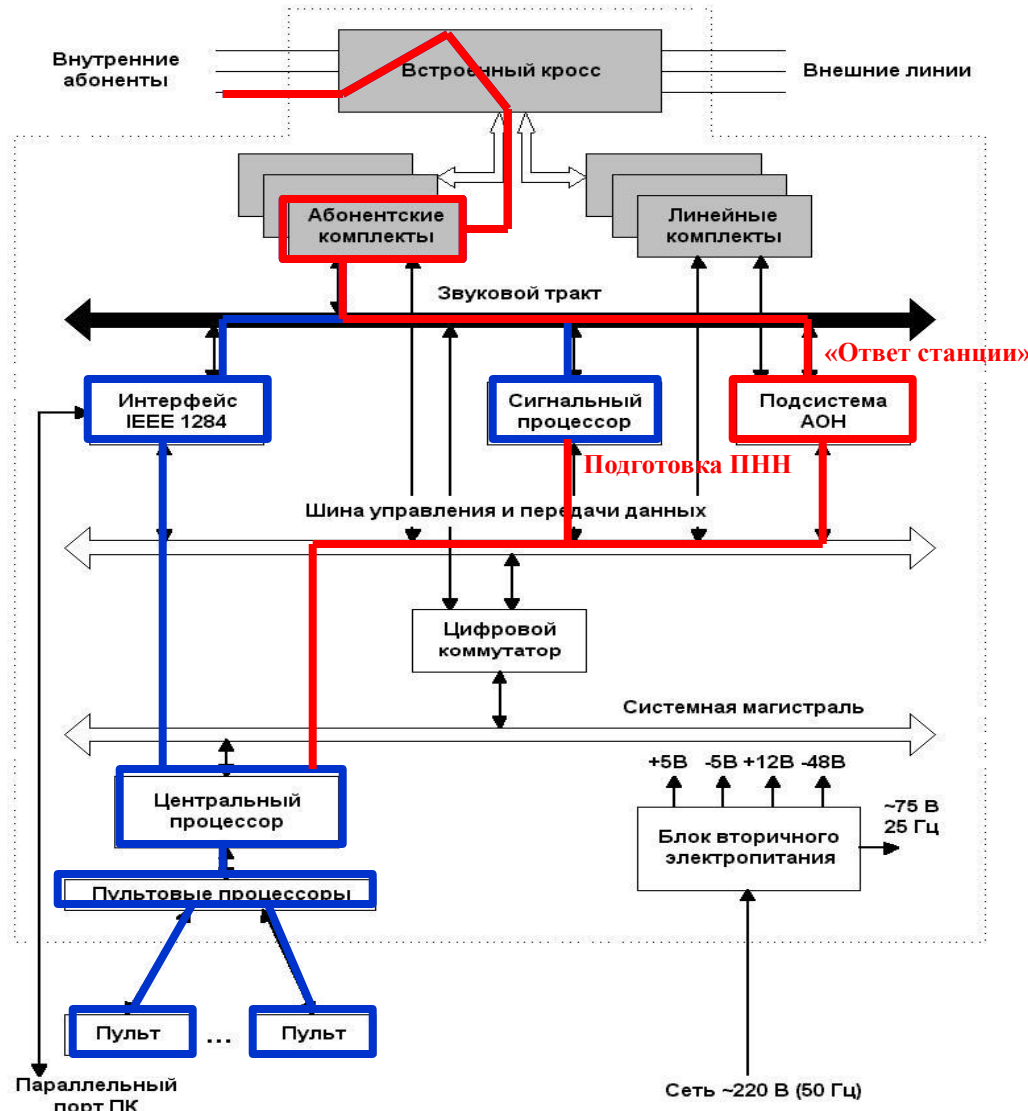 Внутренние
абоненты
Встроенный кросс
Внешние линии
Абонентские
комплекты
Линейные
комплекты
Звуковой тракт
«Ответ станции»
Интерфейс
IEEE 1284
Сигнальный
процессор
Подсистема
АОН
Подготовка ПНН
Шина управления и передачи данных
Цифровой
коммутатор
Системная магистраль
+5В -5В +12В -48В
Центральный
процессор
~75 В
25 Гц
Блок вторичного
электропитания
Пультовые процессоры
Пульт ... Пульт
Параллельный
порт ПК
Сеть ~220 В (50 Гц)